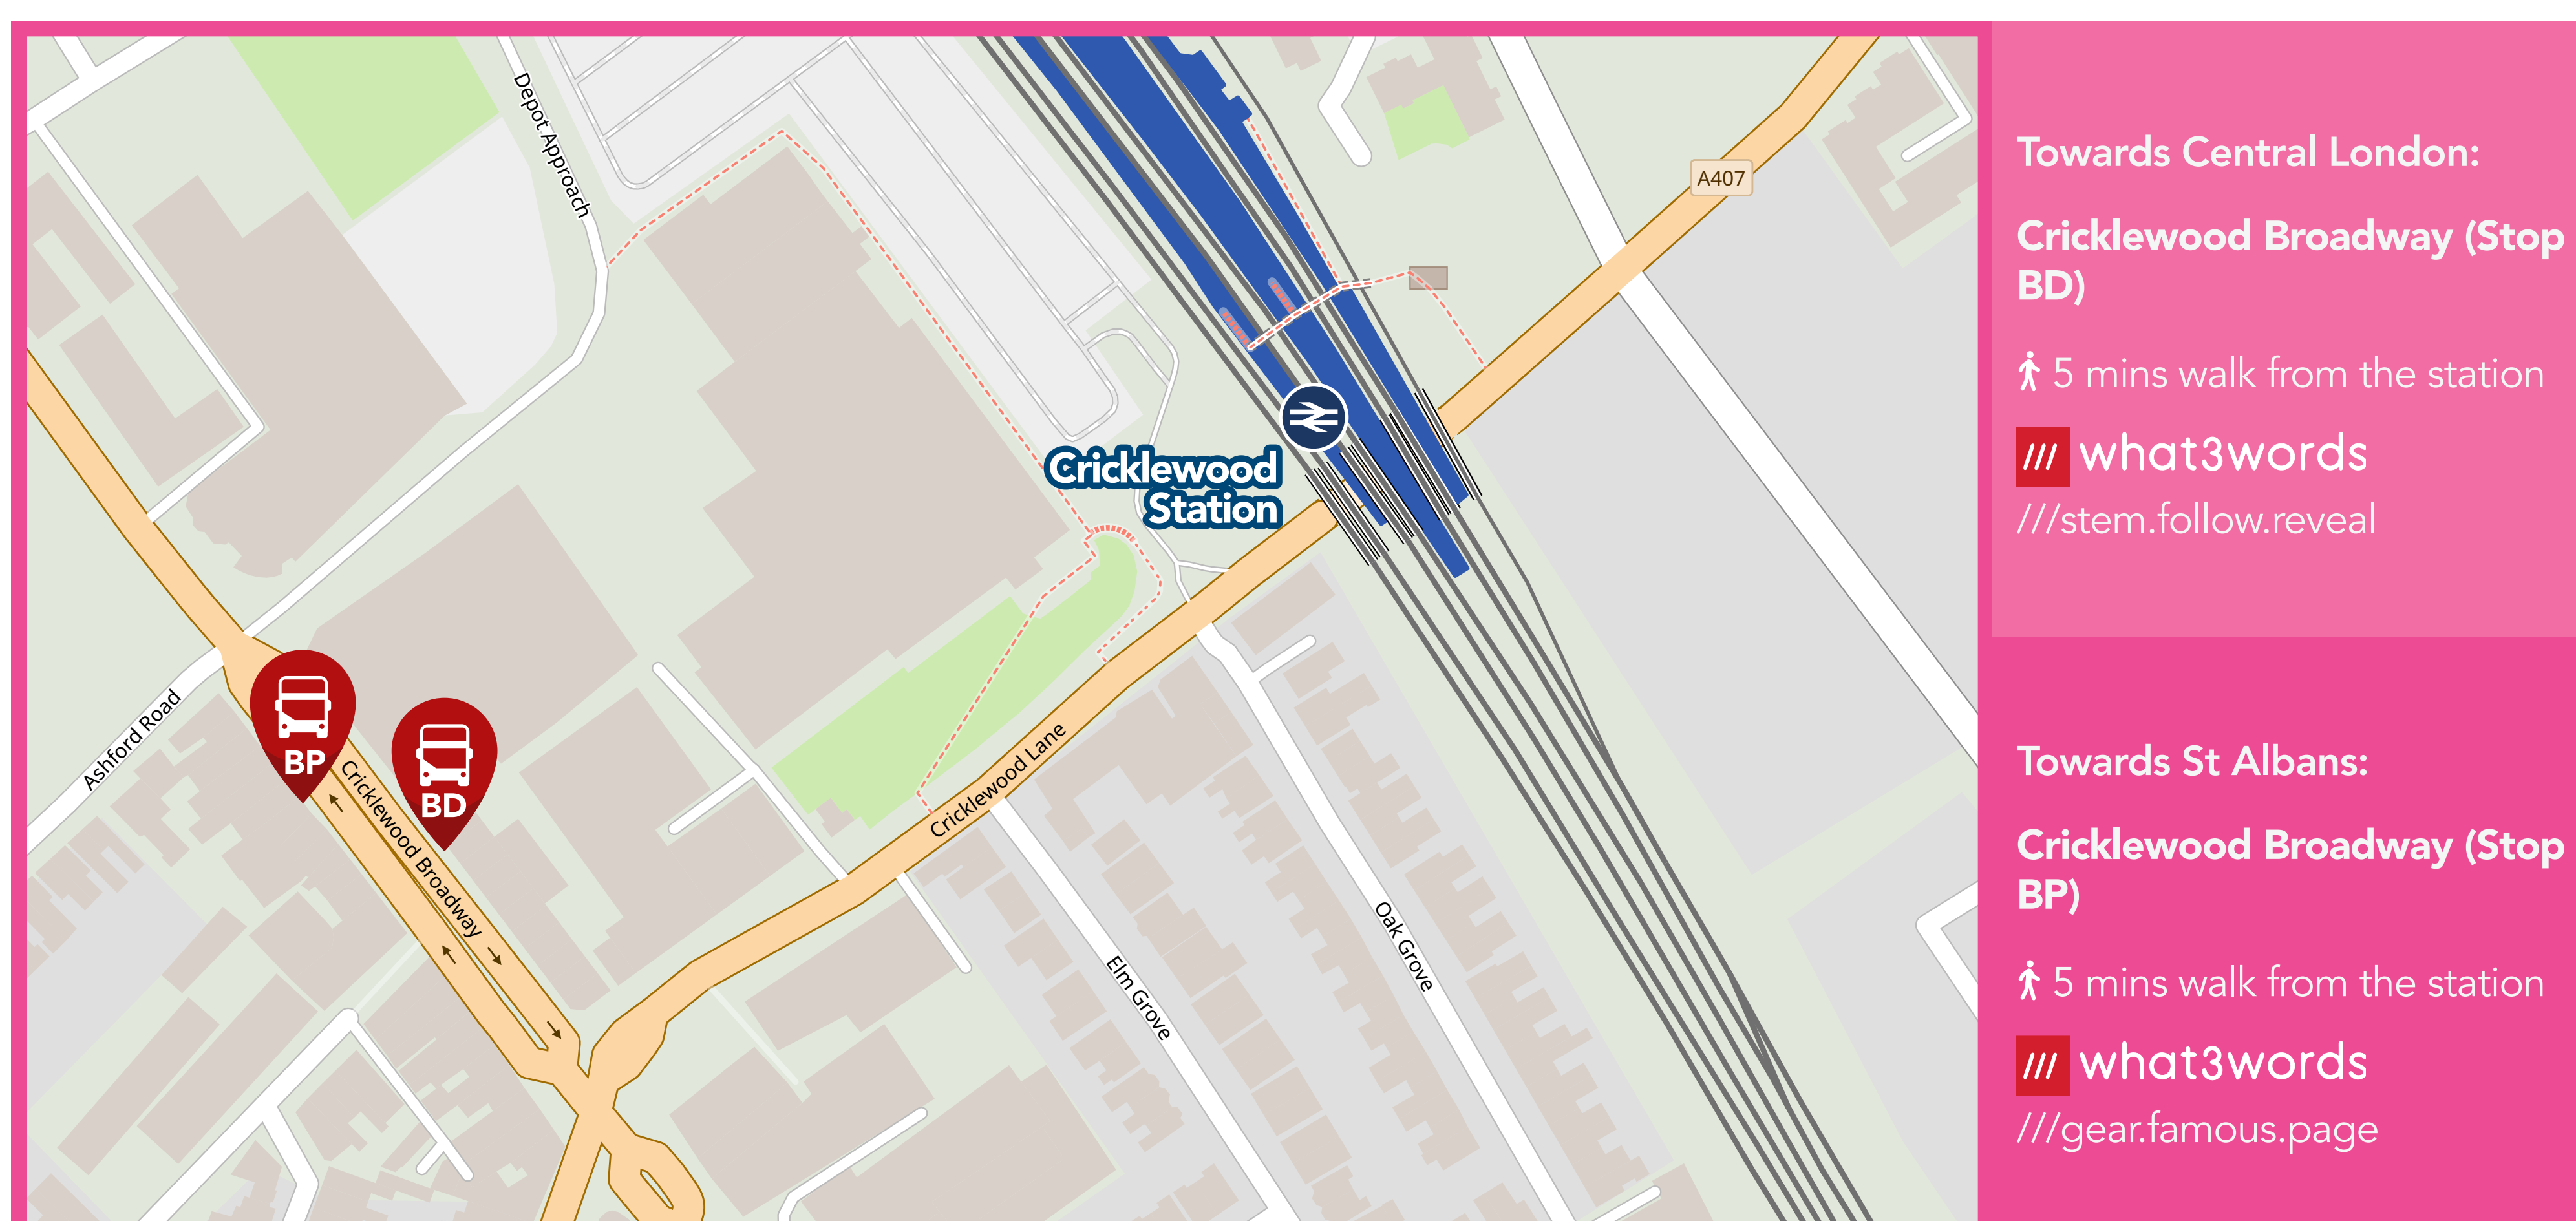 Depot Approach
A407
Cricklewood
Station
Ashford Road
BP
BD
Cricklewood Broadway
Cricklewood Lane
Elm Grove
Oak Grove
Towards Central London:
Cricklewood Broadway (Stop
BD)
5 mins walk from the station
/// what3words
///stem.follow.reveal
Towards St Albans:
Cricklewood Broadway (Stop
BP)
5 mins walk from the station
/// what3words
///gear.famous.page